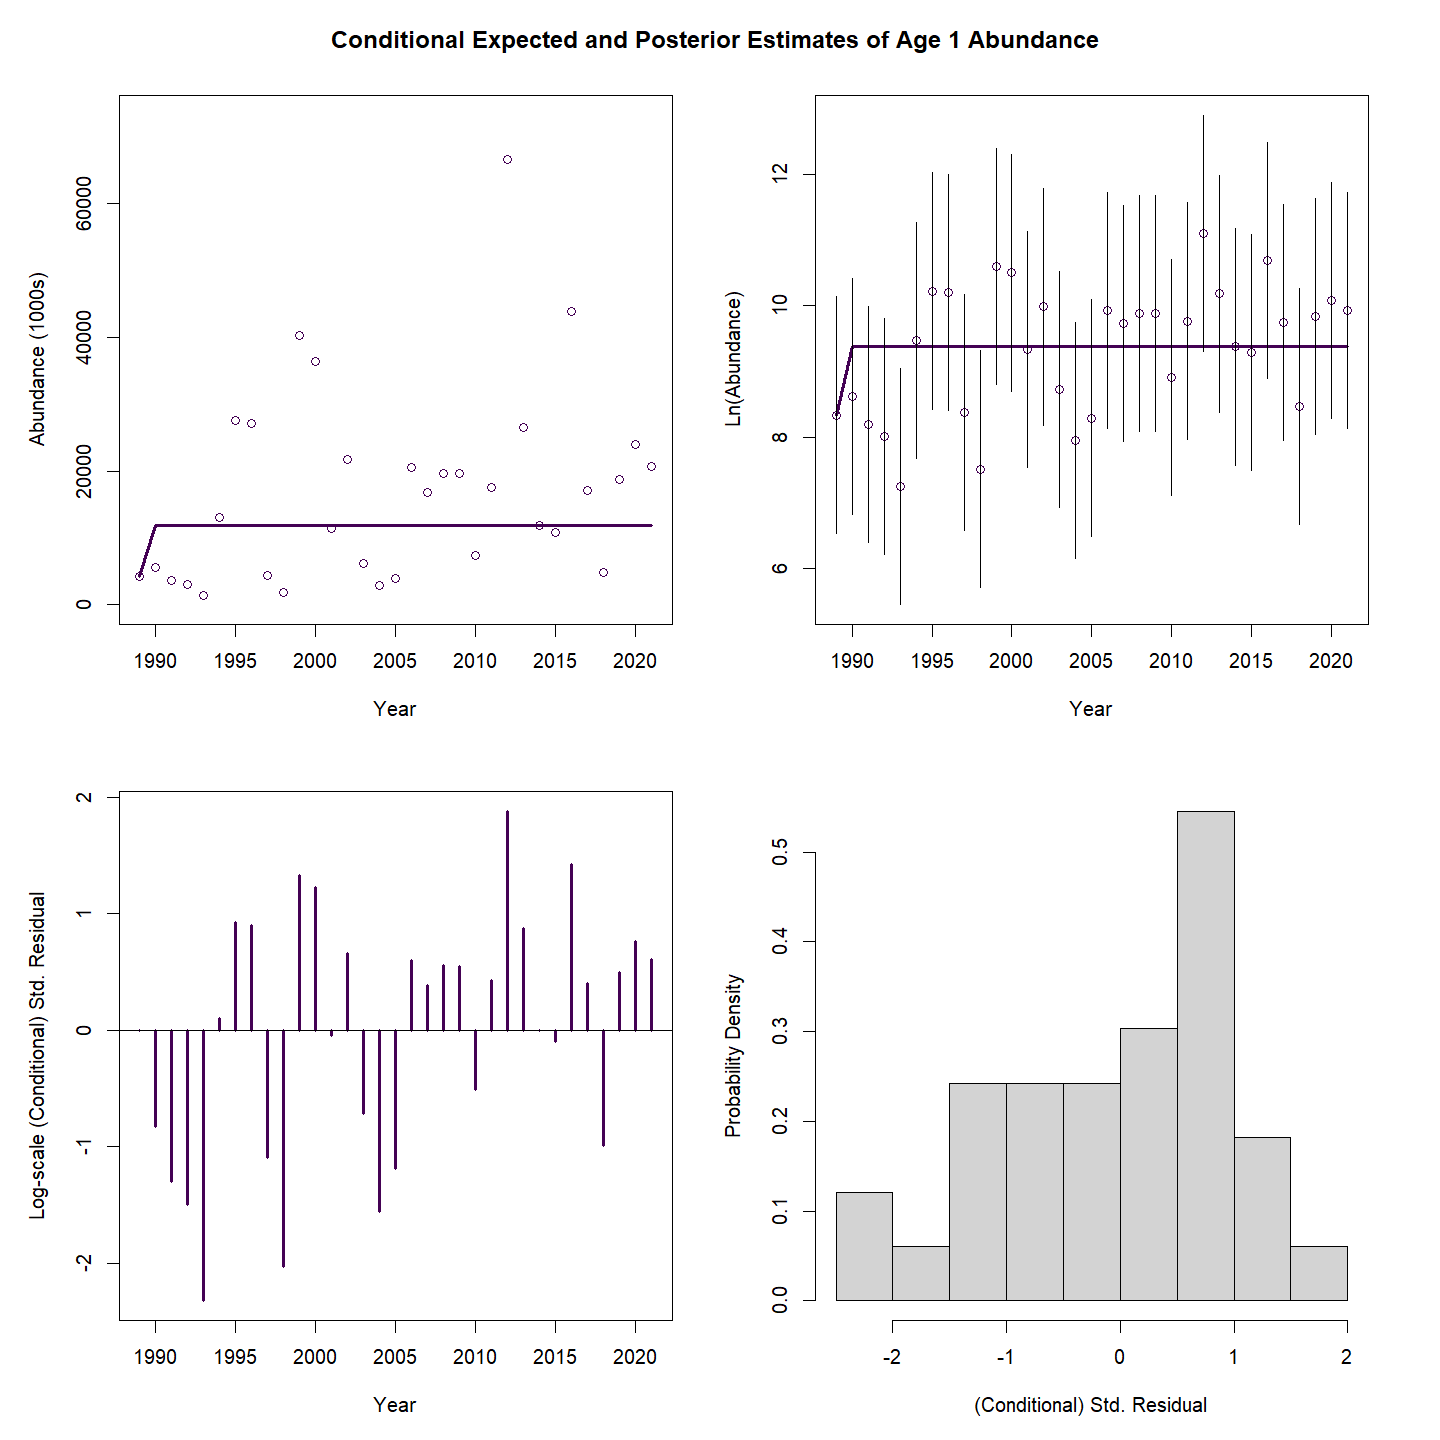 Conditional Expected and Posterior Estimates of Age 1 Abundance
Abundance (1000s)
60000
40000
20000
0
1990 1995 2000 2005 2010 2015 2020
Year
Ln(Abundance)
12
10
8
6
1990 1995 2000 2005 2010 2015 2020
Year
Log-scale (Conditional) Std. Residual
2
1
0
-1
-2
1990 1995 2000 2005 2010 2015 2020
Year
Probability Density
0.5
0.4
0.3
0.2
0.1
0.0
-2 -1 0 1 2
(Conditional) Std. Residual